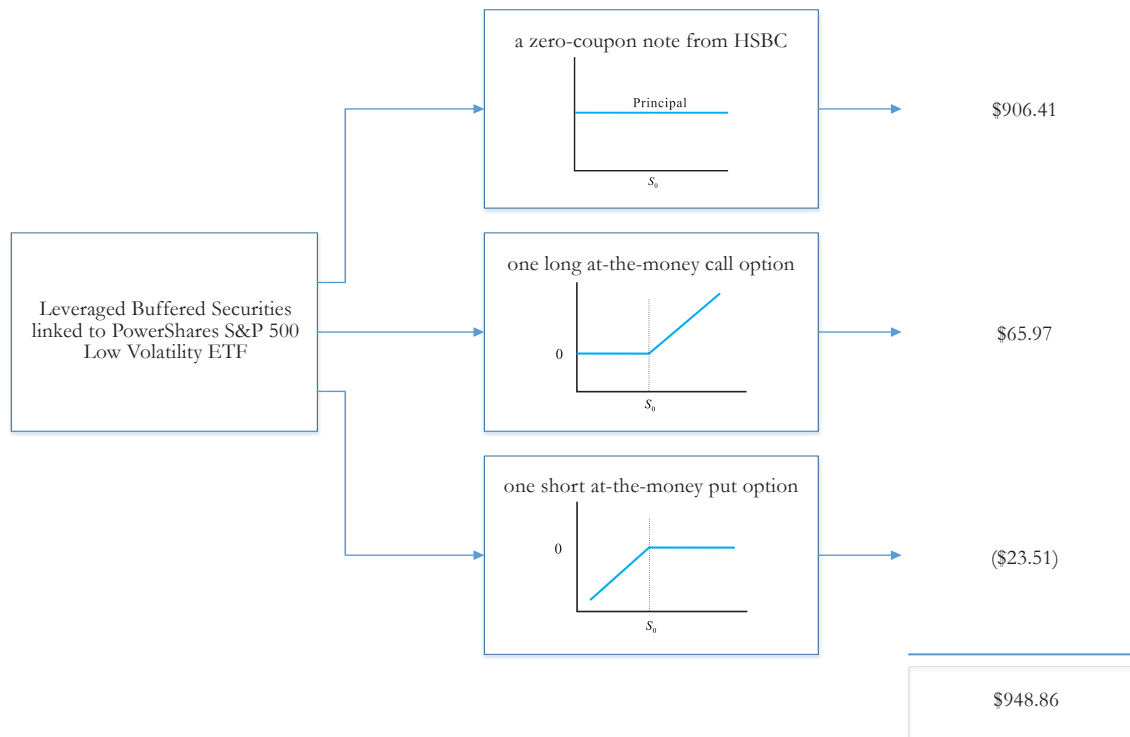 a zero-coupon note from HSBC
Principal
S₀
$906.41
Leveraged Buffered Securities
linked to PowerShares S&P 500
Low Volatility ETF
one long at-the-money call option
0
S₀
$65.97
one short at-the-money put option
0
S₀
($23.51)
$948.86